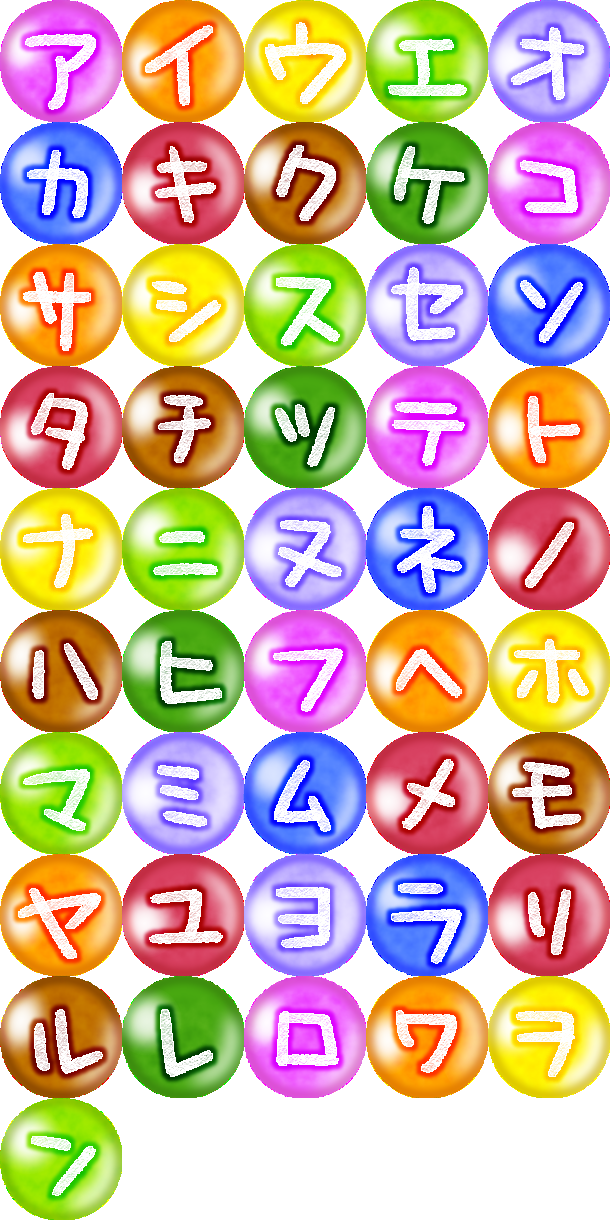 アイウエオ
カキクケコ
サシスセソ
タチツテト
ナニヌネノ
ハヒフヘホ
マミムメモ
ヤユヨラリ
ルレロワヲ
ン